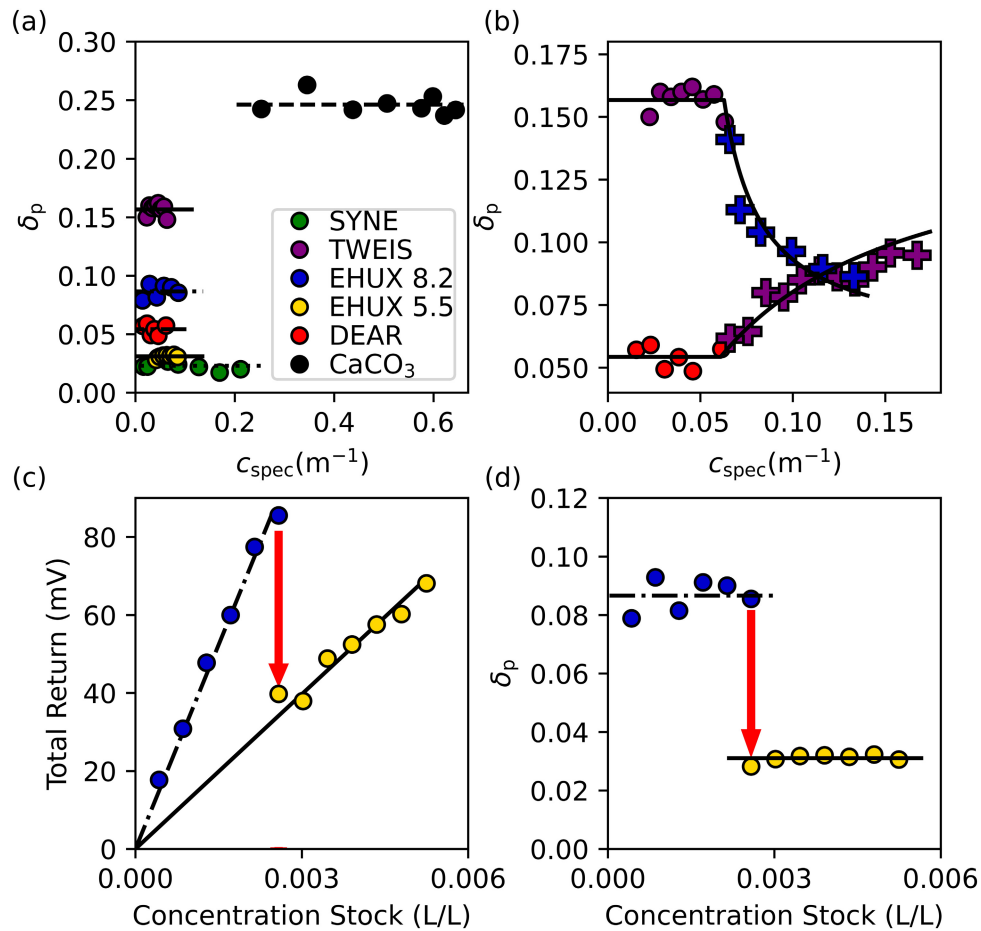 (a)
0.30
0.25
0.20
0.15
0.10
0.05
0.00
δp
0.0 0.2 0.4 0.6
cspec(m⁻¹)
SYNE
TWEIS
EHUX 8.2
EHUX 5.5
DEAR
CaCO₃
(b)
0.175
0.150
0.125
0.100
0.075
0.050
δp
0.00 0.05 0.10 0.15
cspec(m⁻¹)
(c)
80
60
40
20
0
Total Return (mV)
0.000 0.003 0.006
Concentration Stock (L/L)
(d)
0.12
0.10
0.08
0.06
0.04
0.02
0.00
δp
0.000 0.003 0.006
Concentration Stock (L/L)